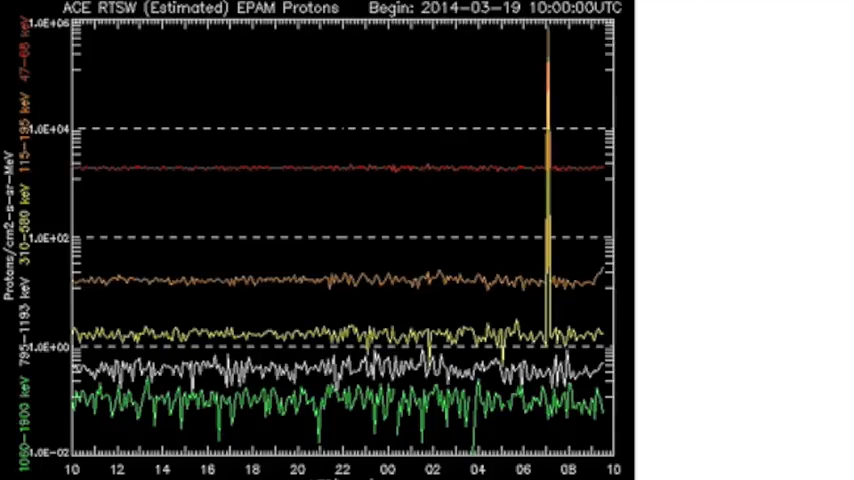 ACE RTSW (Estimated) EPAM Protons Begin: 2014-03-19 10:00:00UTC
Protons/cm2-s-sr-MeV
1060-1900 keV 795-1193 keV 310-580 keV 115-195 keV 47-68 keV
1.0E+06
1.0E+04
1.0E+02
1.0E+00
1.0E-02
10 12 14 16 18 20 22 00 02 04 06 08 10